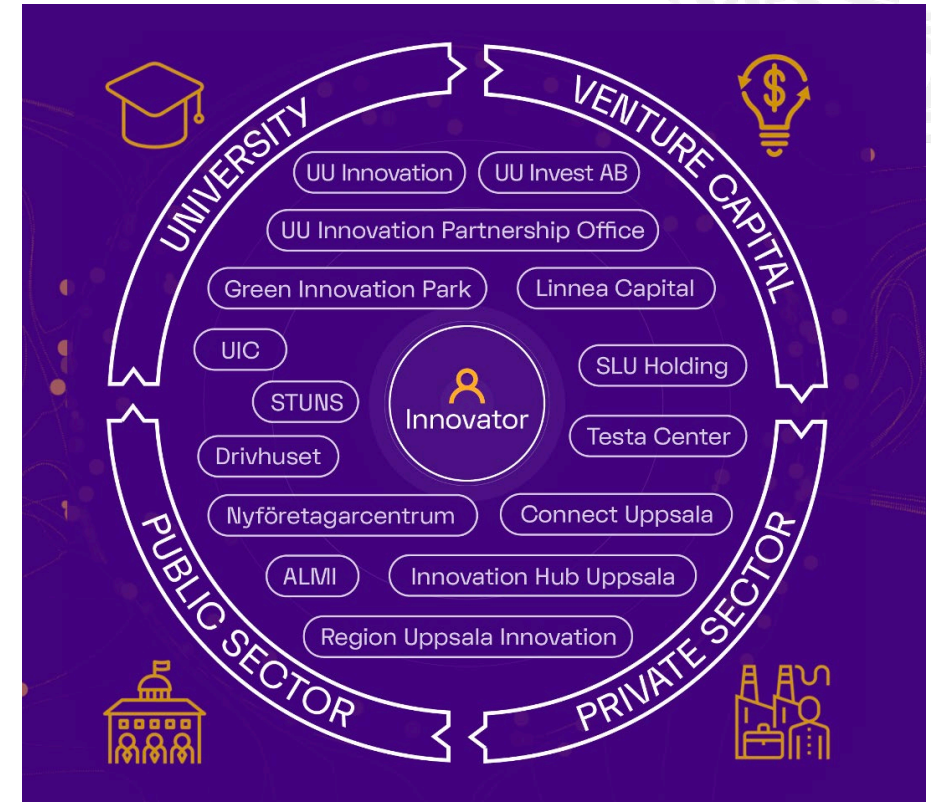 UNIVERSITY
VENTURE CAPITAL
UU Innovation
UU Invest AB
UU Innovation Partnership Office
Green Innovation Park
Linnea Capital
UIC
SLU Holding
STUNS
Innovator
Testa Center
Drivhuset
Nyföretagarcentrum
Connect Uppsala
ALMI
Innovation Hub Uppsala
Region Uppsala Innovation
PUBLIC SECTOR
PRIVATE SECTOR
$